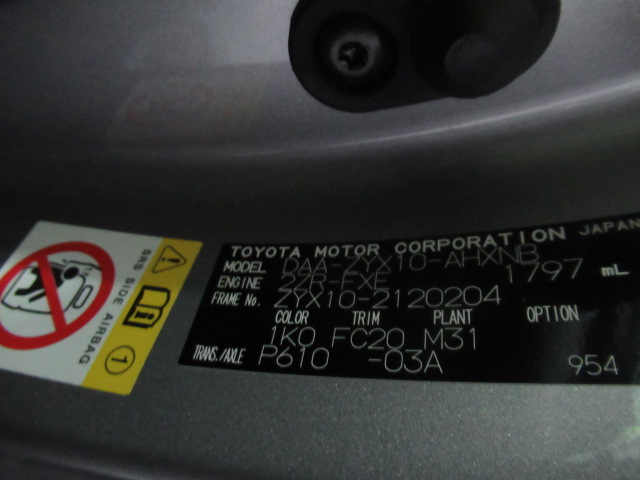 TOYOTA MOTOR CORPORATION JAPAN
MODEL DAA-ZYX10-AHXNB
ENGINE 2ZR-FXE 1797 mL
FRAME No. ZYX10-2120204
COLOR TRIM PLANT OPTION
1K0 FC20 M31
TRANS./AXLE P610 -03A 954
SRS SIDE AIRBAG
1